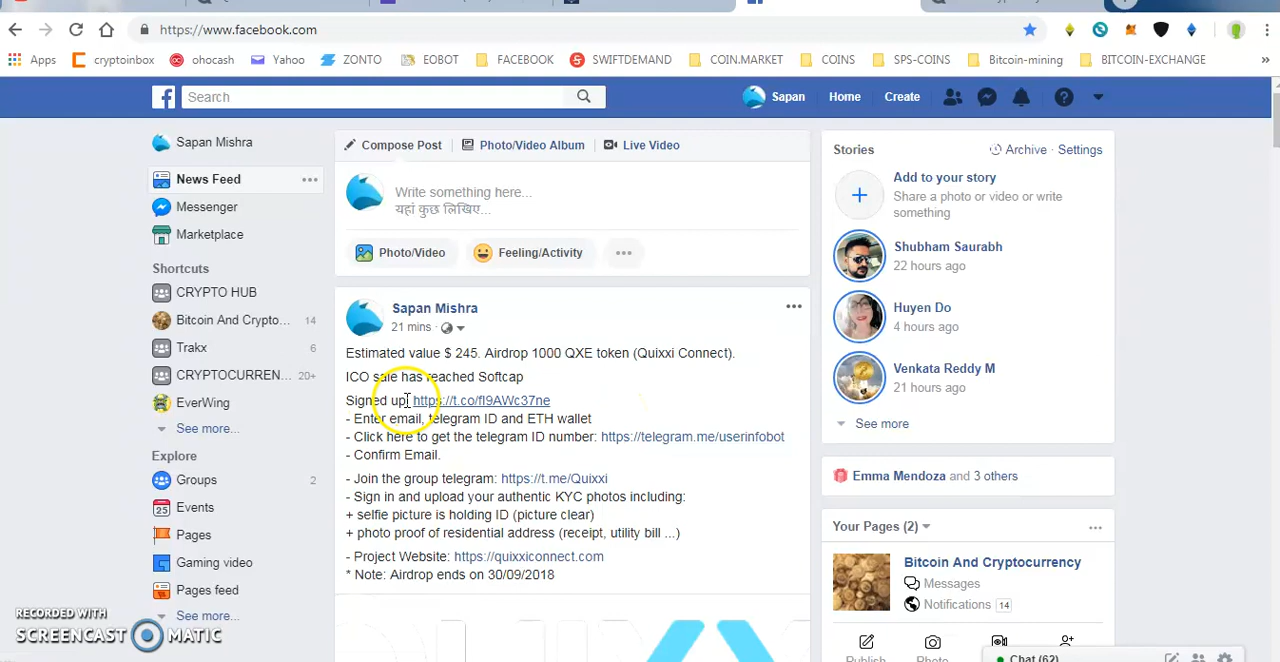 https://www.facebook.com
Apps cryptoinbox ohocash Yahoo ZONTO EOBOT FACEBOOK SWIFTDEMAND COIN.MARKET COINS SPS-COINS Bitcoin-mining BITCOIN-EXCHANGE »
Search
Sapan Home Create
Sapan Mishra
News Feed
Messenger
Marketplace
Shortcuts
CRYPTO HUB
Bitcoin And Crypto... 14
Trakx 6
CRYPTOCURREN... 20+
EverWing
See more...
Explore
Groups 2
Events 25
Pages
Gaming video
Pages feed
See more...
RECORDED WITH
SCREENCAST MATIC
Compose Post Photo/Video Album Live Video
Write something here...
यहां कुछ लिखिए...
Photo/Video Feeling/Activity
Sapan Mishra
21 mins ·
Estimated value $ 245. Airdrop 1000 QXE token (Quixxi Connect).
ICO sale has reached Softcap
Signed up: https://t.co/fI9AWc37ne
- Enter email, telegram ID and ETH wallet
- Click here to get the telegram ID number: https://telegram.me/userinfobot
- Confirm Email.
- Join the group telegram: https://t.me/Quixxi
- Sign in and upload your authentic KYC photos including:
+ selfie picture is holding ID (picture clear)
+ photo proof of residential address (receipt, utility bill ...)
- Project Website: https://quixxiconnect.com
* Note: Airdrop ends on 30/09/2018
Stories Archive · Settings
Add to your story
Share a photo or video or write
something
Shubham Saurabh
22 hours ago
Huyen Do
4 hours ago
Venkata Reddy M
21 hours ago
See more
Emma Mendoza and 3 others
Your Pages (2)
Bitcoin And Cryptocurrency
Messages
Notifications 14
Publish Photo
Chat (62)